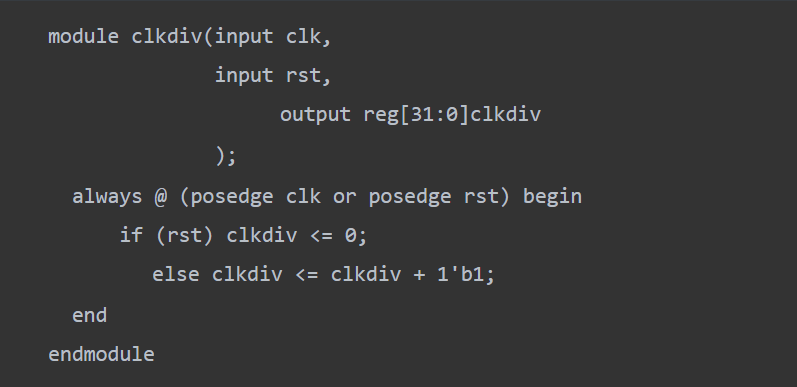 module clkdiv(input clk,
input rst,
output reg[31:0]clkdiv
);
always @ (posedge clk or posedge rst) begin
if (rst) clkdiv <= 0;
else clkdiv <= clkdiv + 1'b1;
end
endmodule